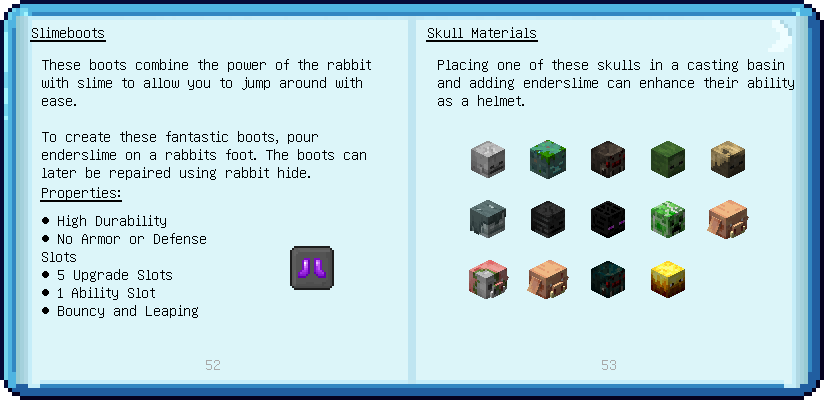 Slimeboots
These boots combine the power of the rabbit
with slime to allow you to jump around with
ease.
To create these fantastic boots, pour
enderslime on a rabbits foot. The boots can
later be repaired using rabbit hide.
Properties:
• High Durability
• No Armor or Defense
Slots
• 5 Upgrade Slots
• 1 Ability Slot
• Bouncy and Leaping
52
Skull Materials
Placing one of these skulls in a casting basin
and adding enderslime can enhance their ability
as a helmet.
53